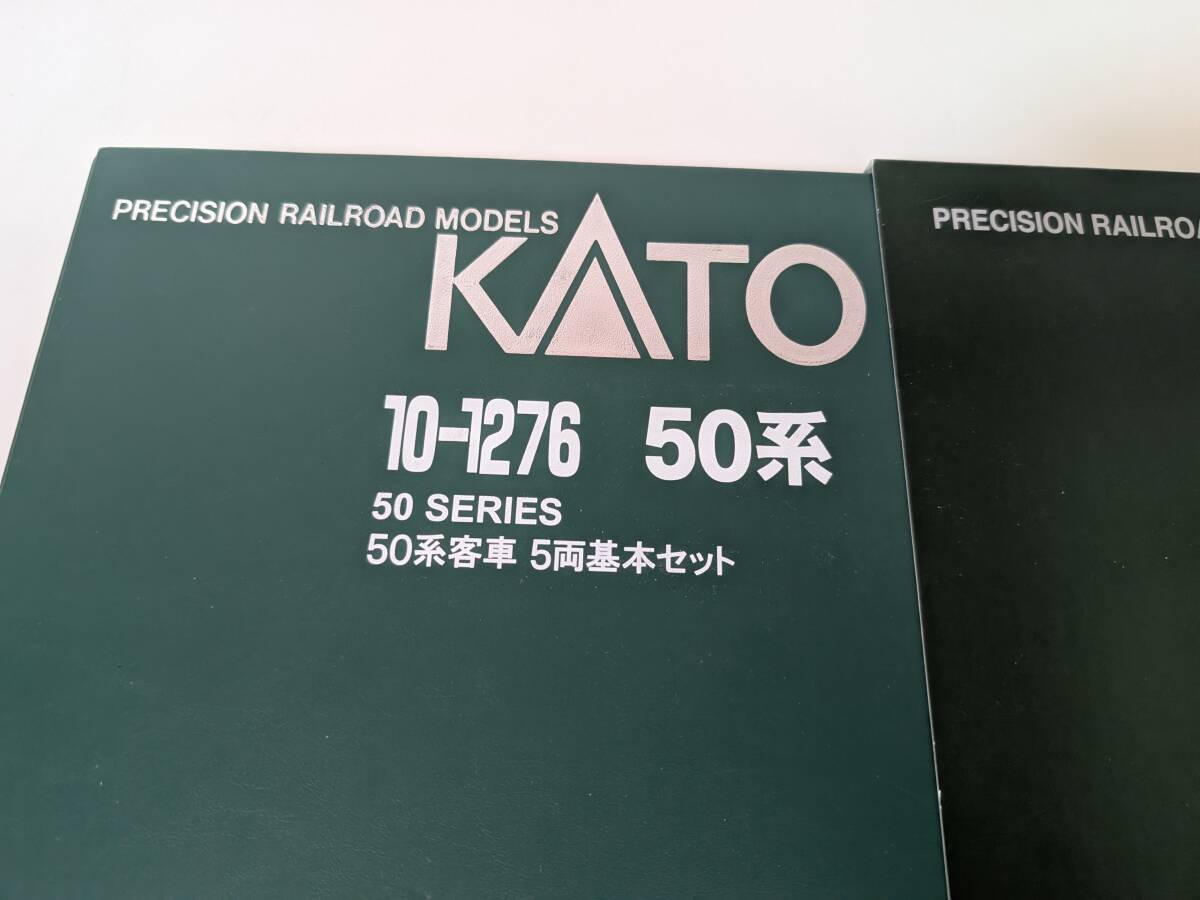 PRECISION RAILROAD MODELS
KATO
10-1276 50系
50 SERIES
50系客車 5両基本セット
PRECISION